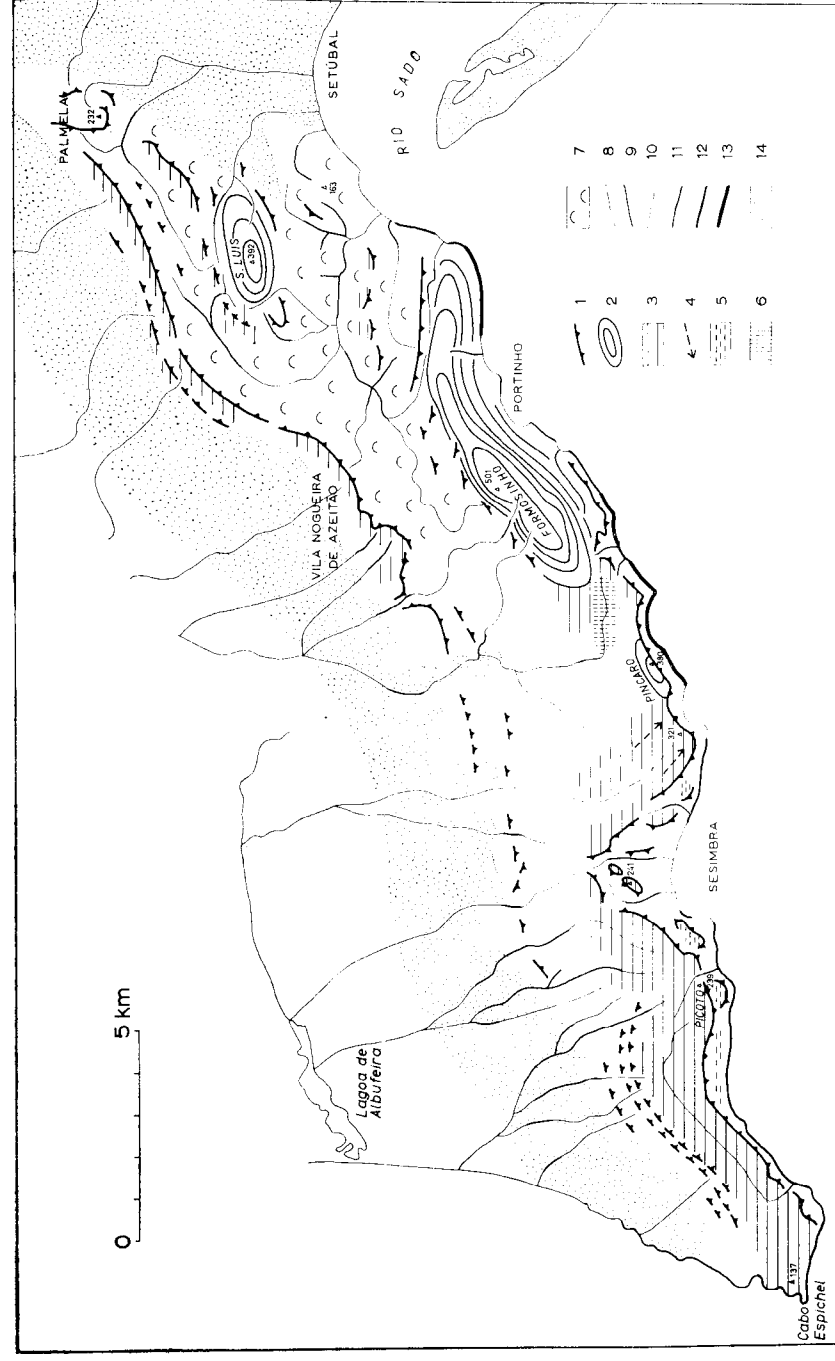 PALMELA
232
SETÚBAL
RIO SADO
S. LUIS
392
163
VILA NOGUEIRA
DE AZEITÃO
501
FORMOSINHO
PORTINHO
PINCARO
380
321
SESIMBRA
241
PICOTO
Lagoa de
Albufeira
137
Cabo
Espichel
0 5 km
1
2
3
4
5
6
7
8
9
10
11
12
13
14